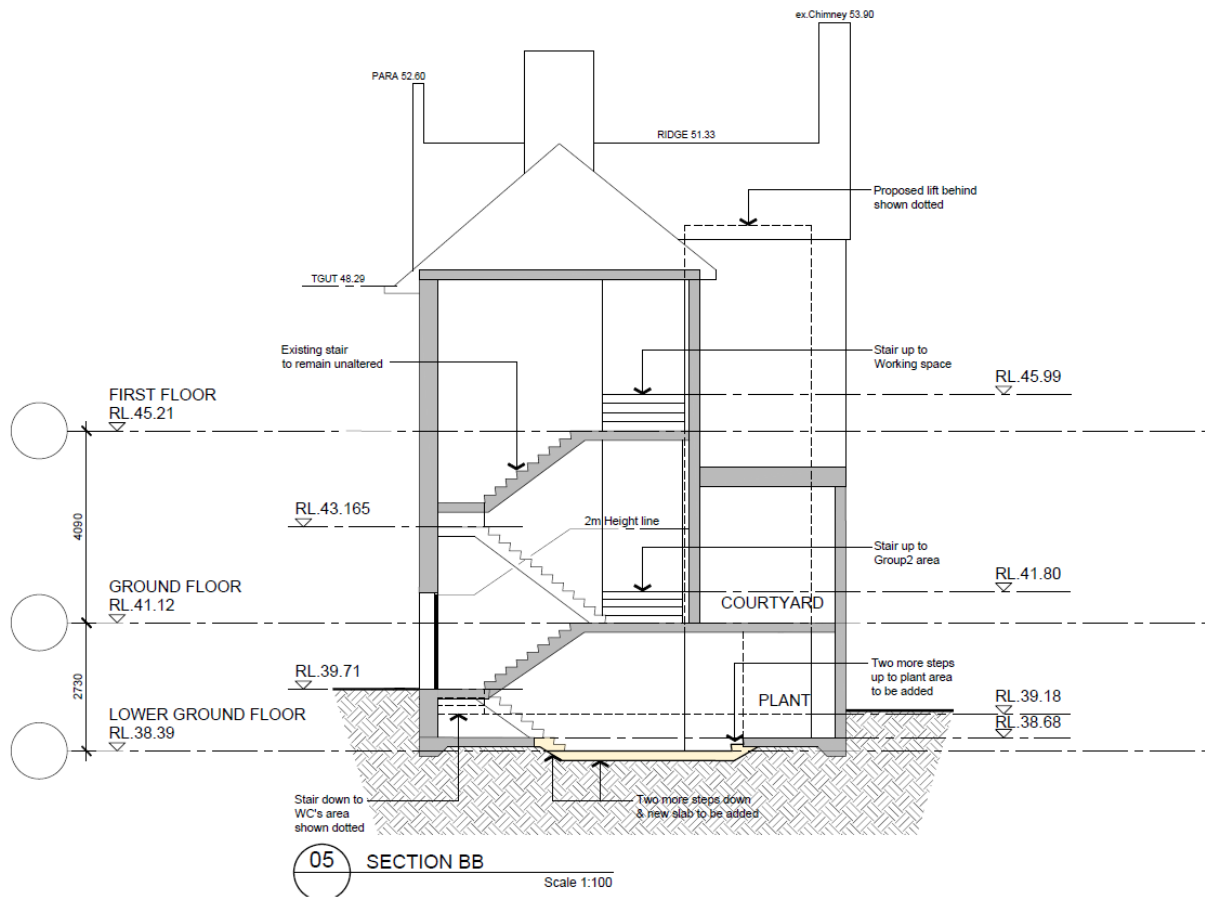 ex.Chimney 53.90
PARA 52.60
RIDGE 51.33
Proposed lift behind
shown dotted
TGUT 48.29
Existing stair
to remain unaltered
Stair up to
Working space
RL.45.99
FIRST FLOOR
RL.45.21
RL.43.165
2m Height line
4090
Stair up to
Group2 area
RL.41.80
GROUND FLOOR
RL.41.12
COURTYARD
RL.39.71
Two more steps
up to plant area
to be added
2730
PLANT
RL.39.18
LOWER GROUND FLOOR
RL.38.39
RL.38.68
Stair down to
WC's area
shown dotted
Two more steps down
& new slab to be added
05 SECTION BB
Scale 1:100